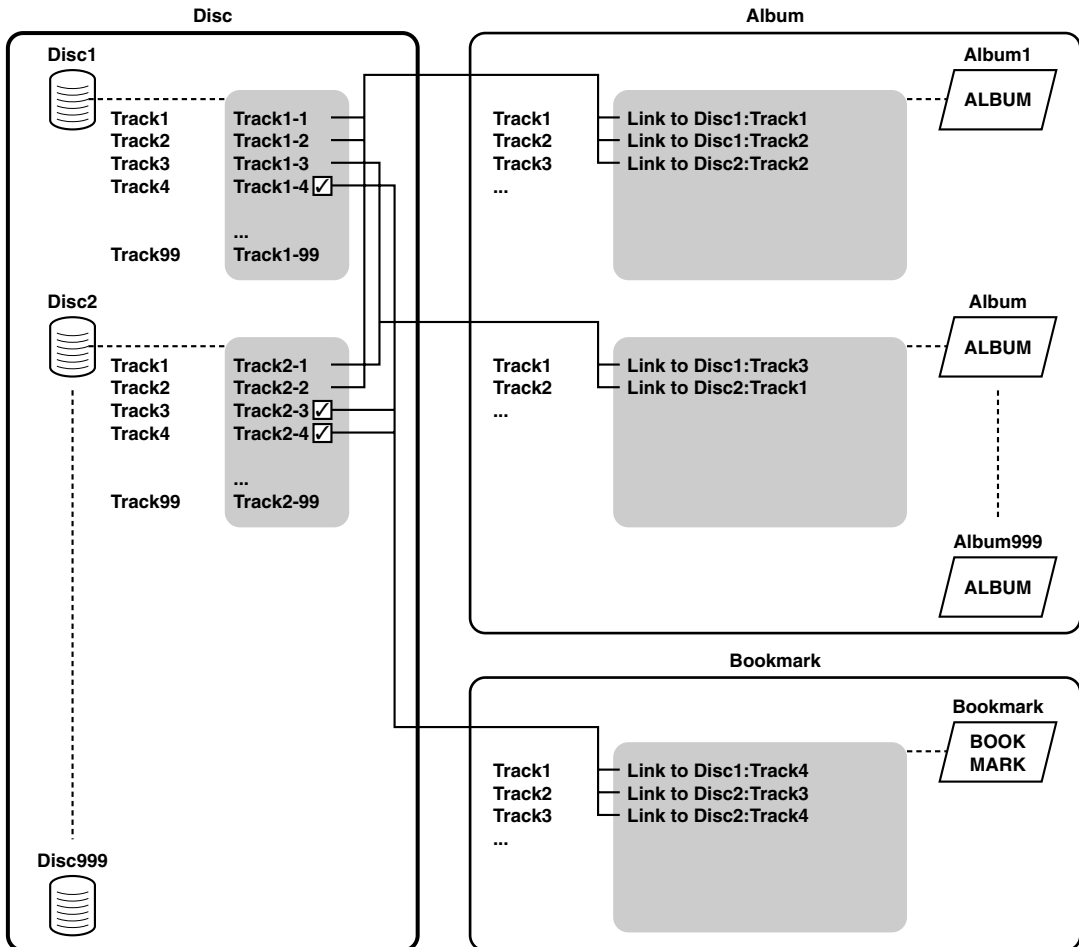 Disc
Disc1
Track1 Track1-1
Track2 Track1-2
Track3 Track1-3
Track4 Track1-4
...
Track99 Track1-99
Disc2
Track1 Track2-1
Track2 Track2-2
Track3 Track2-3
Track4 Track2-4
...
Track99 Track2-99
Disc999
Album
Album1
ALBUM
Track1 Link to Disc1:Track1
Track2 Link to Disc1:Track2
Track3 Link to Disc2:Track2
...
Album
ALBUM
Track1 Link to Disc1:Track3
Track2 Link to Disc2:Track1
...
Album999
ALBUM
Bookmark
Bookmark
BOOK
MARK
Track1 Link to Disc1:Track4
Track2 Link to Disc2:Track3
Track3 Link to Disc2:Track4
...